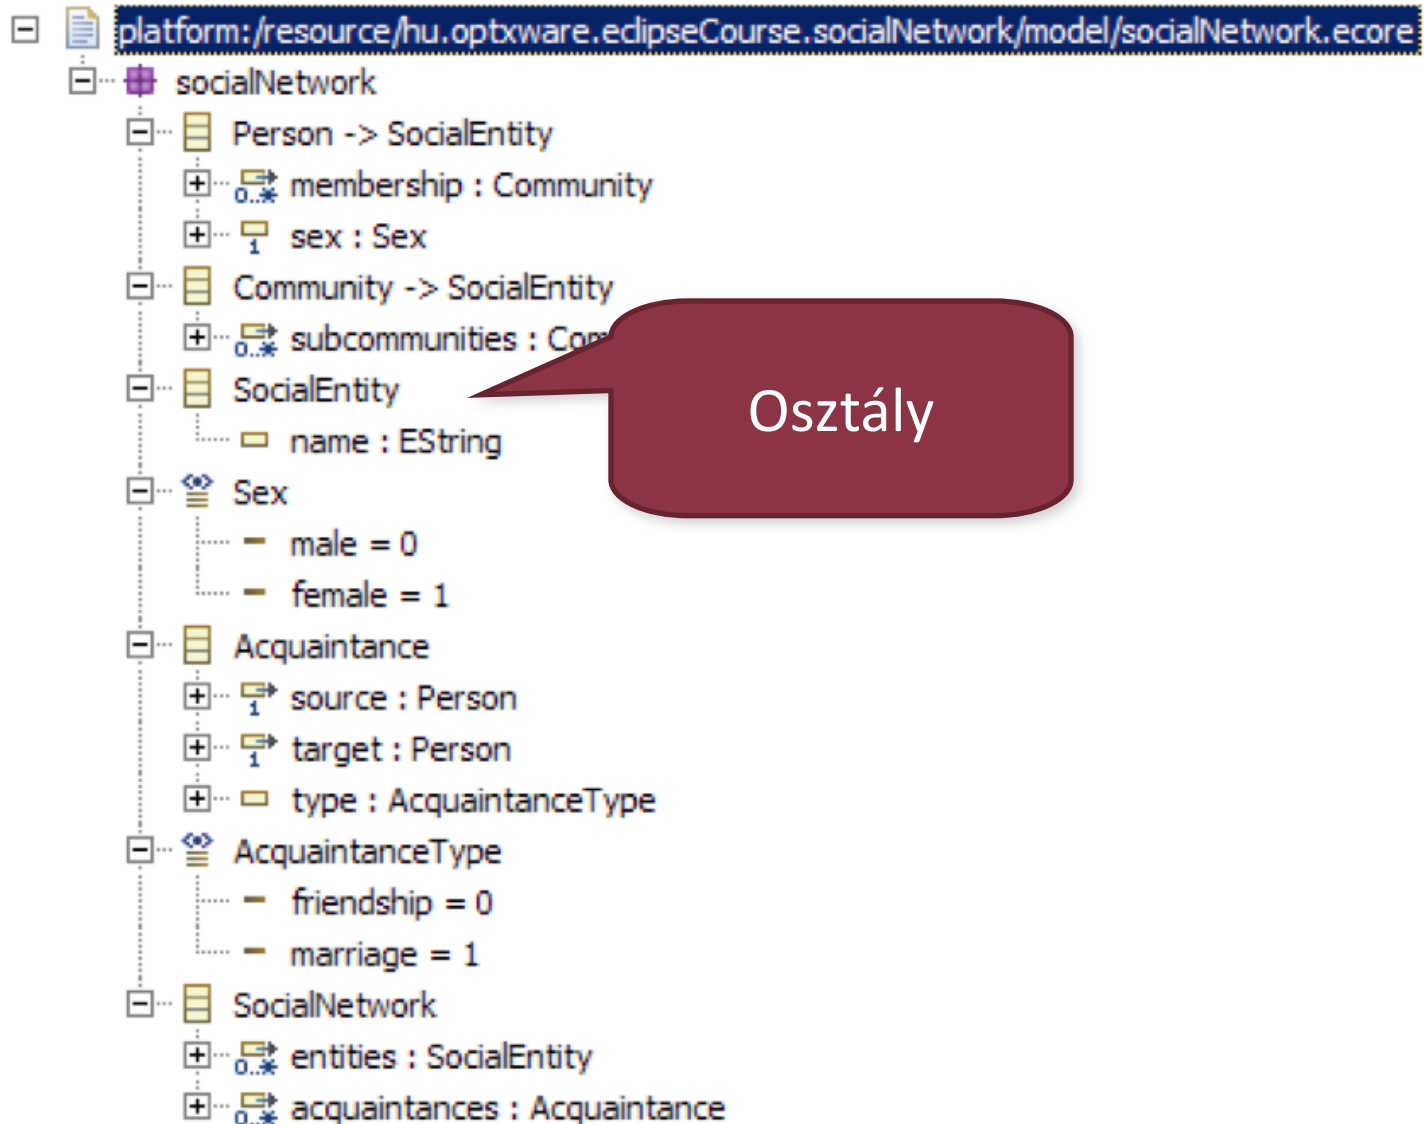 platform:/resource/hu.optxware.eclipseCourse.socialNetwork/model/socialNetwork.ecore
socialNetwork
Person -> SocialEntity
0..* membership : Community
1 sex : Sex
Community -> SocialEntity
0..* subcommunities : Com
SocialEntity
Osztály
name : EString
Sex
male = 0
female = 1
Acquaintance
1 source : Person
1 target : Person
type : AcquaintanceType
AcquaintanceType
friendship = 0
marriage = 1
SocialNetwork
0..* entities : SocialEntity
0..* acquaintances : Acquaintance